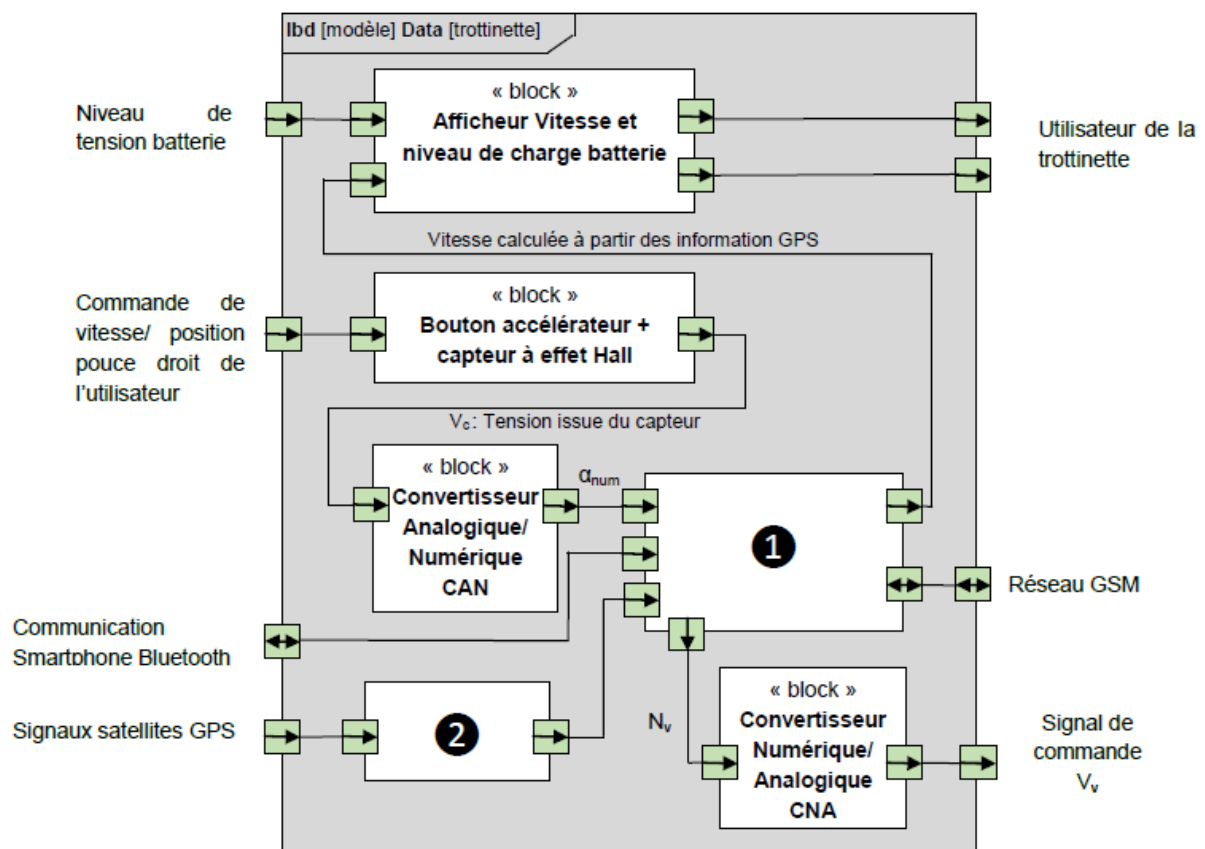 Ibd [modèle] Data [trottinette]
Niveau de
tension batterie
« block »
Afficheur Vitesse et
niveau de charge batterie
Utilisateur de la
trottinette
Vitesse calculée à partir des information GPS
Commande de
vitesse/ position
pouce droit de
l'utilisateur
« block »
Bouton accélérateur +
capteur à effet Hall
Vc : Tension issue du capteur
« block »
Convertisseur
Analogique/
Numérique
CAN
αnum
❶
Réseau GSM
Communication
Smartphone Bluetooth
Signaux satellites GPS
❷
Nv
« block »
Convertisseur
Numérique/
Analogique
CNA
Signal de
commande
Vv